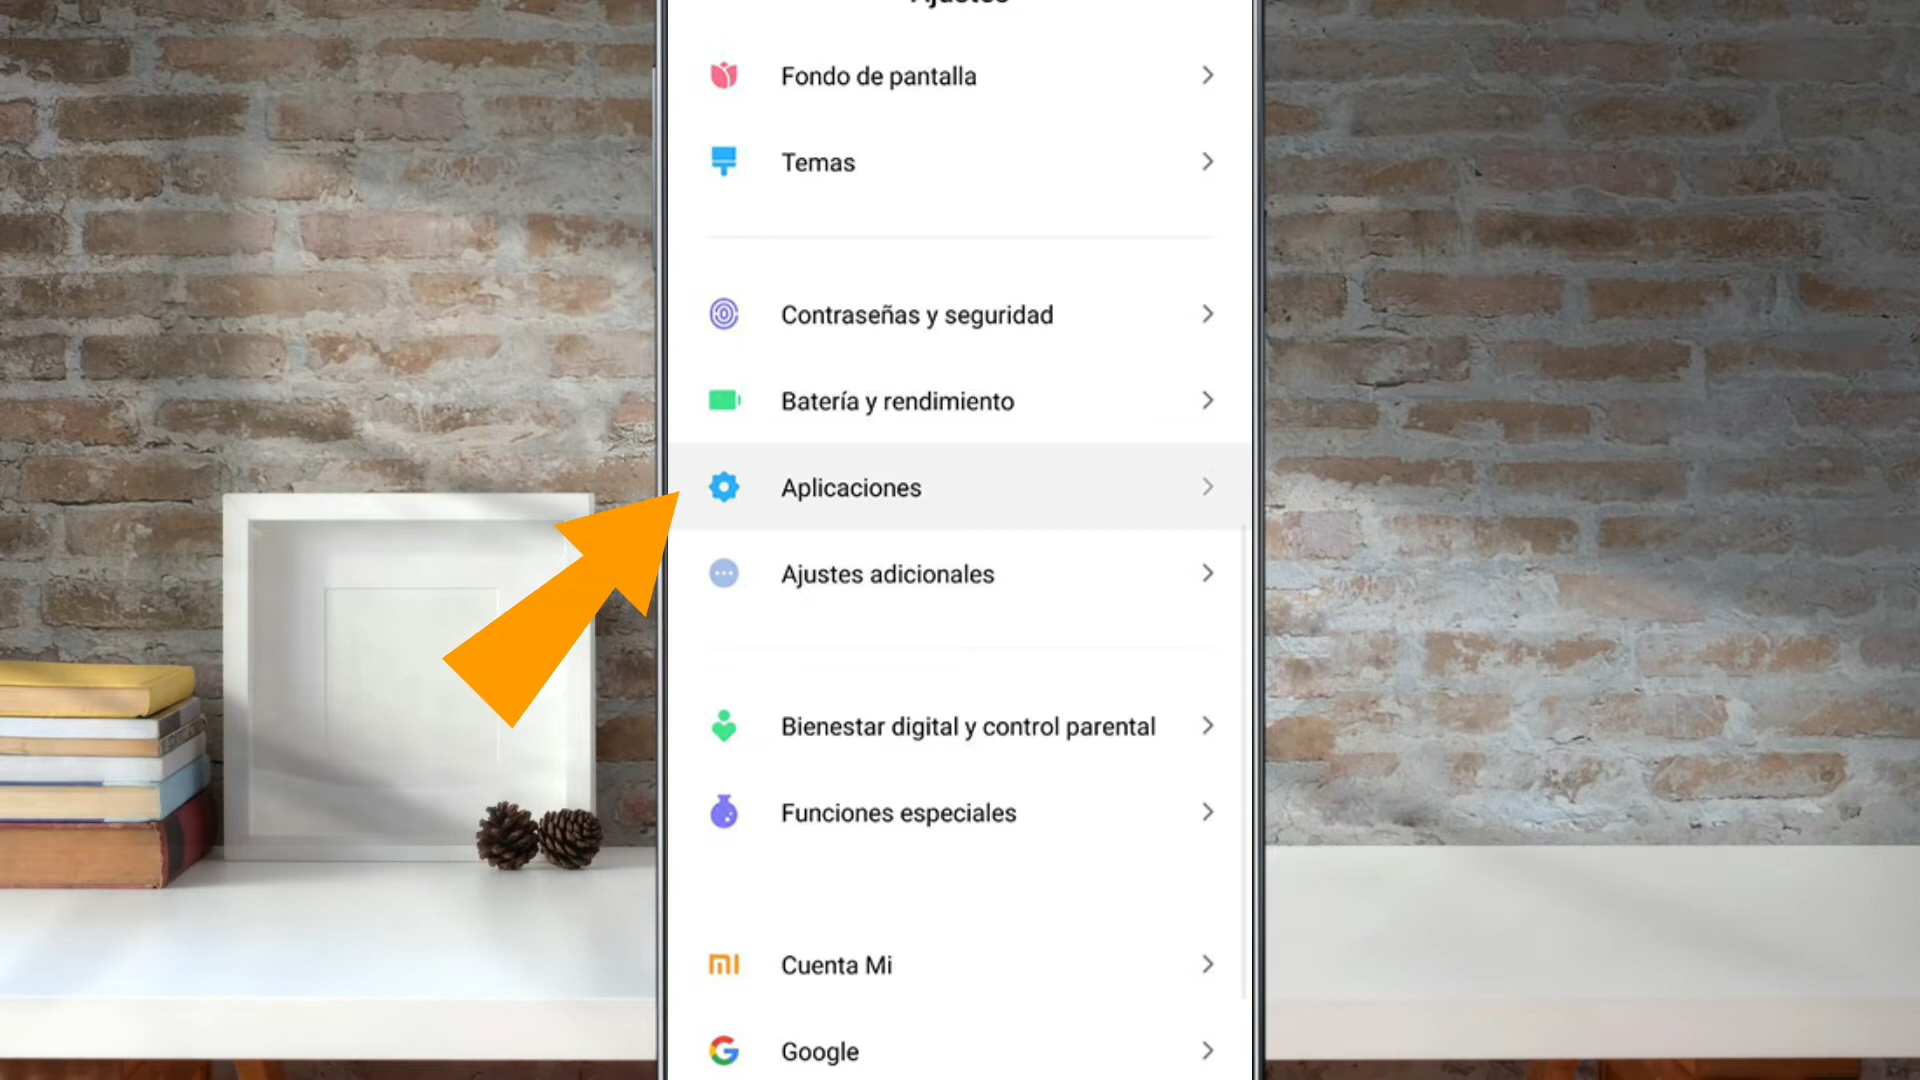 Ajustes
Fondo de pantalla
Temas
Contraseñas y seguridad
Batería y rendimiento
Aplicaciones
Ajustes adicionales
Bienestar digital y control parental
Funciones especiales
Cuenta Mi
Google